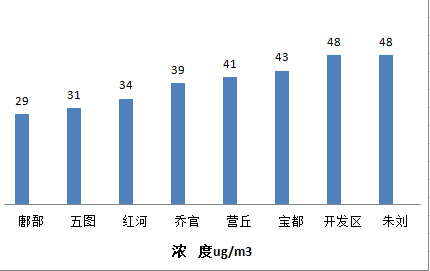 29 31 34 39 41 43 48 48
鄌郚 五图 红河 乔官 营丘 宝都 开发区 朱刘
浓 度ug/m3